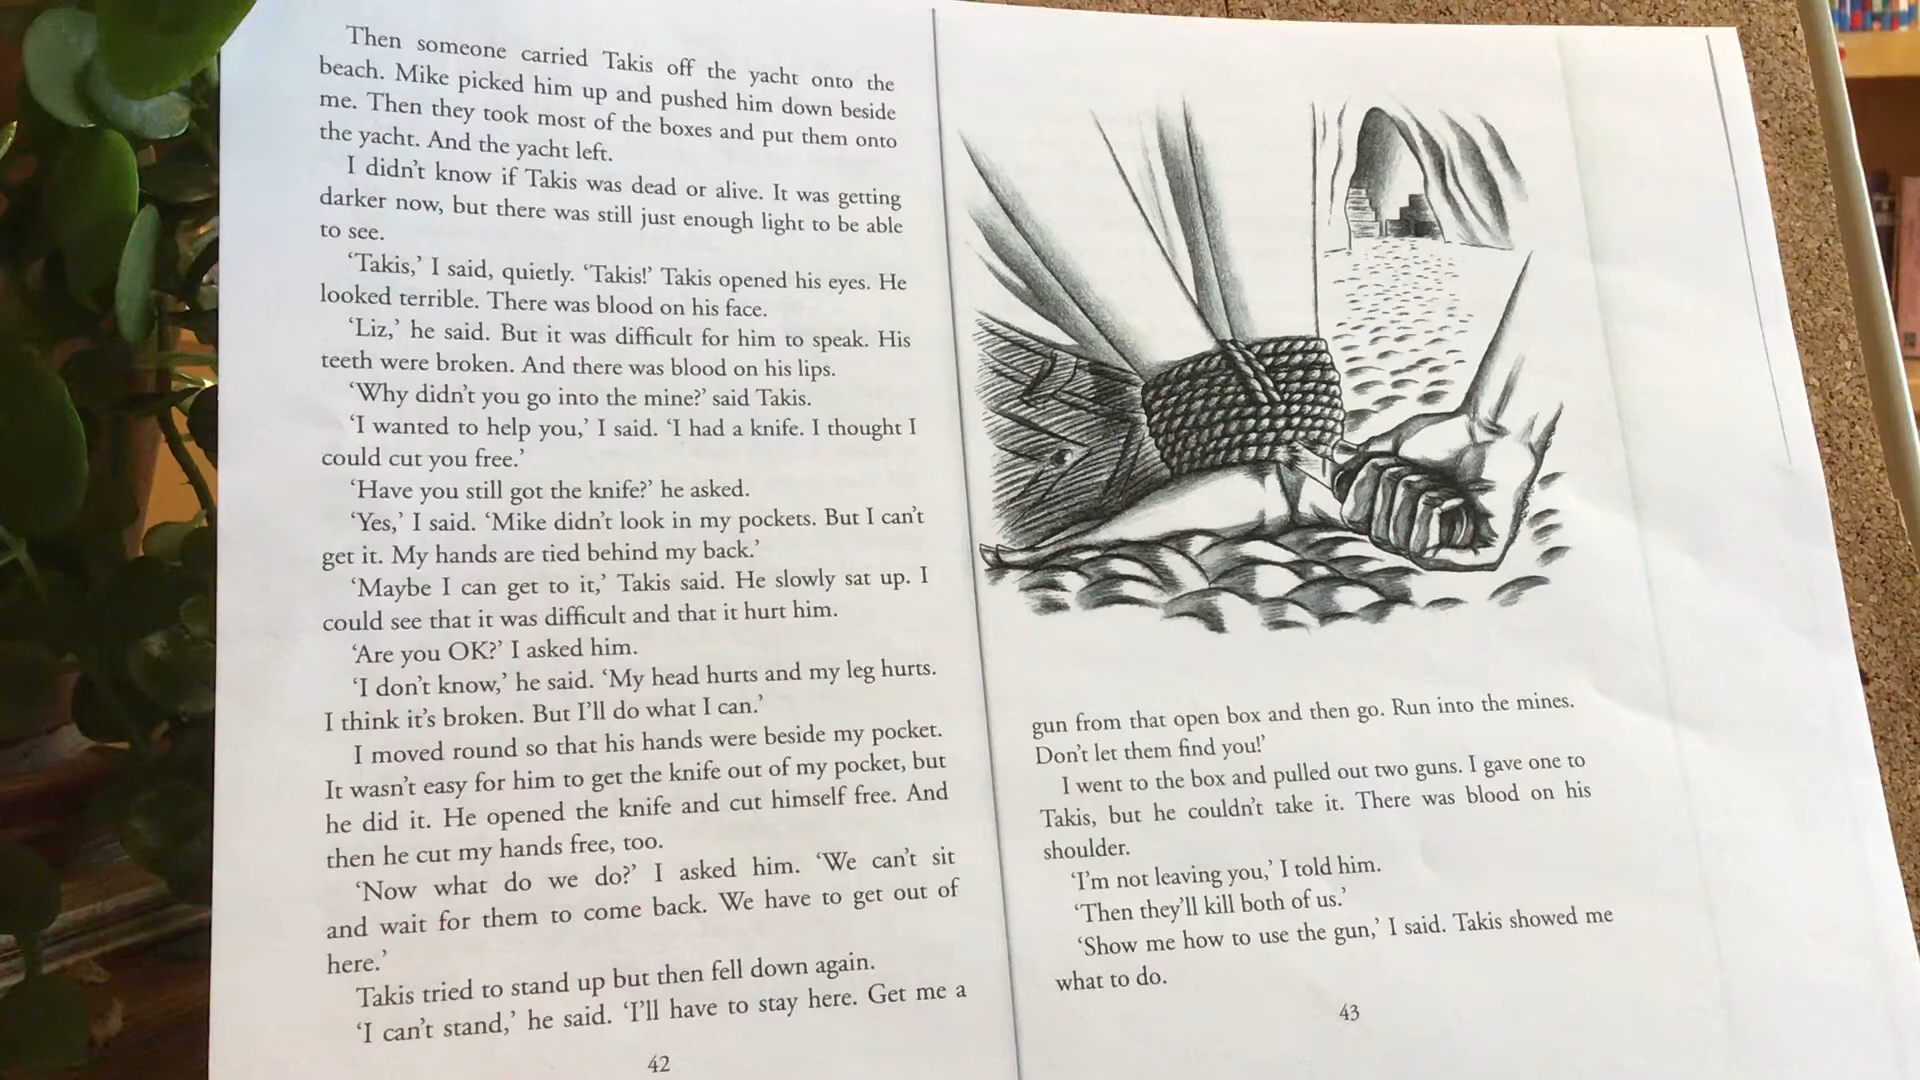 Then someone carried Takis off the yacht onto the
beach. Mike picked him up and pushed him down beside
me. Then they took most of the boxes and put them onto
the yacht. And the yacht left.
I didn't know if Takis was dead or alive. It was getting
darker now, but there was still just enough light to be able
to see.
‘Takis,’ I said, quietly. ‘Takis!’ Takis opened his eyes. He
looked terrible. There was blood on his face.
‘Liz,’ he said. But it was difficult for him to speak. His
teeth were broken. And there was blood on his lips.
‘Why didn't you go into the mine?’ said Takis.
‘I wanted to help you,’ I said. ‘I had a knife. I thought I
could cut you free.’
‘Have you still got the knife?’ he asked.
‘Yes,’ I said. ‘Mike didn't look in my pockets. But I can't
get it. My hands are tied behind my back.’
‘Maybe I can get to it,’ Takis said. He slowly sat up. I
could see that it was difficult and that it hurt him.
‘Are you OK?’ I asked him.
‘I don't know,’ he said. ‘My head hurts and my leg hurts.
I think it's broken. But I'll do what I can.’
I moved round so that his hands were beside my pocket.
It wasn't easy for him to get the knife out of my pocket, but
he did it. He opened the knife and cut himself free. And
then he cut my hands free, too.
‘Now what do we do?’ I asked him. ‘We can't sit
and wait for them to come back. We have to get out of
here.’
Takis tried to stand up but then fell down again.
‘I can't stand,’ he said. ‘I'll have to stay here. Get me a
42
gun from that open box and then go. Run into the mines.
Don't let them find you!’
I went to the box and pulled out two guns. I gave one to
Takis, but he couldn't take it. There was blood on his
shoulder.
‘I'm not leaving you,’ I told him.
‘Then they'll kill both of us.’
‘Show me how to use the gun,’ I said. Takis showed me
what to do.
43